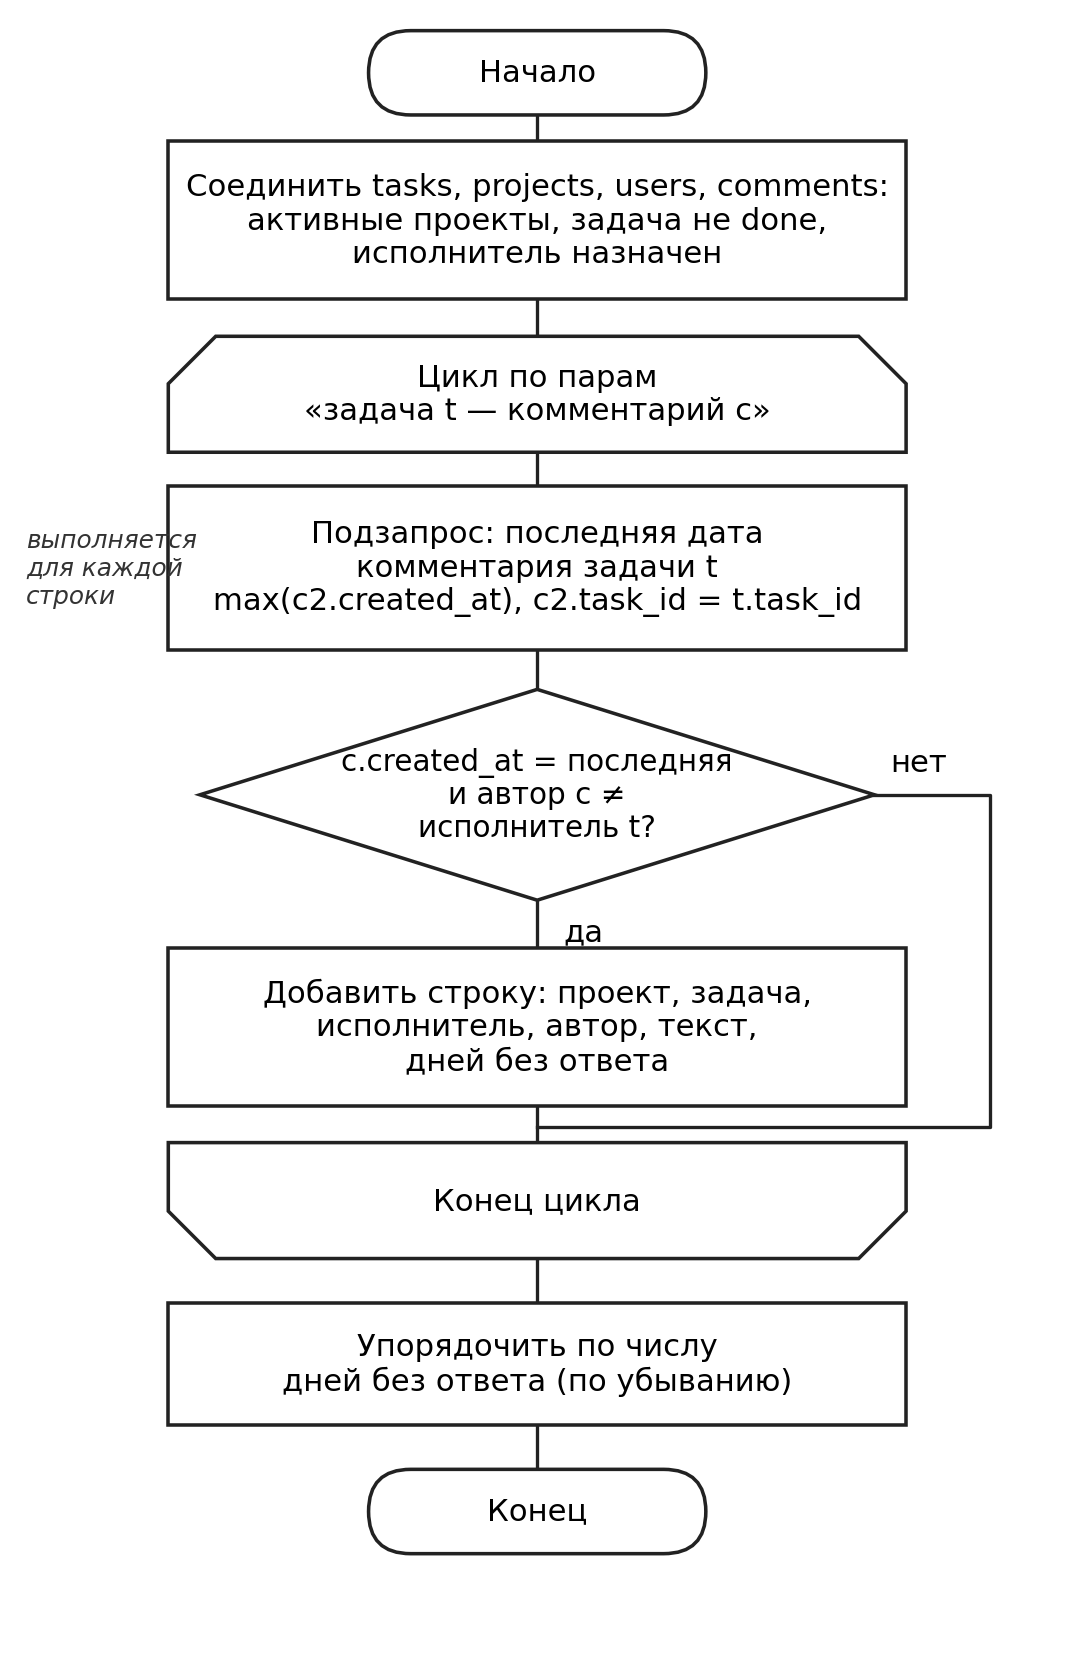 Начало
Соединить tasks, projects, users, comments:
активные проекты, задача не done,
исполнитель назначен
Цикл по парам
«задача t — комментарий c»
выполняется
для каждой
строки
Подзапрос: последняя дата
комментария задачи t
max(c2.created_at), c2.task_id = t.task_id
c.created_at = последняя
и автор c ≠
исполнитель t?
нет
да
Добавить строку: проект, задача,
исполнитель, автор, текст,
дней без ответа
Конец цикла
Упорядочить по числу
дней без ответа (по убыванию)
Конец